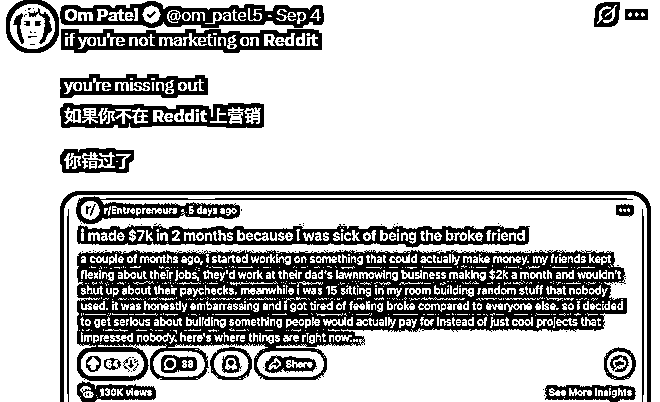 Om Patel @om_patel5 · Sep 4
if you're not marketing on Reddit
you're missing out
如果你不在 Reddit 上营销
你错过了
r/ r/Entrepreneurs · 5 days ago
i made $7k in 2 months because i was sick of being the broke friend
a couple of months ago, i started working on something that could actually make money. my friends kept
flexing about their jobs, they'd work at their dad's lawnmowing business making $2k a month and wouldn't
shut up about their paychecks. meanwhile i was 15 sitting in my room building random stuff that nobody
used. it was honestly embarrassing and i got tired of feeling broke compared to everyone else. so i decided
to get serious about building something people would actually pay for instead of just cool projects that
impressed nobody. here's where things are right now:...
Share
130K views See More Insights